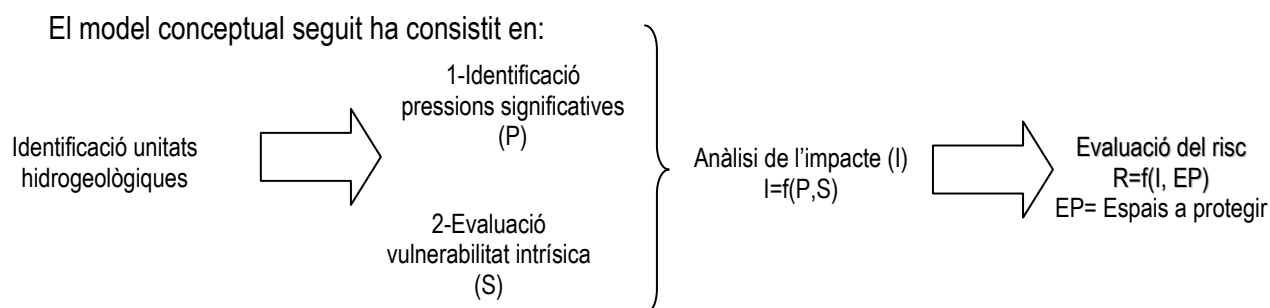 El model conceptual seguit ha consistit en:
Identificació unitats
hidrogeològiques
1-Identificació
pressions significatives
(P)
2-Evaluació
vulnerabilitat intrísica
(S)
Anàlisi de l'impacte (I)
I=f(P,S)
Evaluació del risc
R=f(I, EP)
EP= Espais a protegir